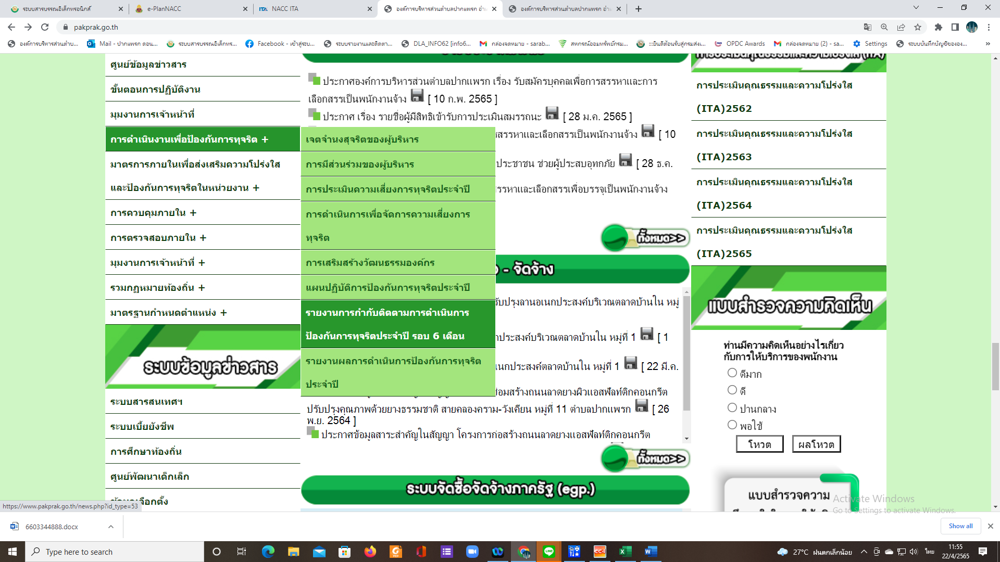 ระบบสารบรรณอิเล็กทรอนิกส์
e-PlanNACC
NACC ITA
องค์การบริหารส่วนตำบลปากแพรก อำเ
องค์การบริหารส่วนตำบลปากแพรก อำเ
pakprak.go.th
องค์การบริหารส่วนตำบ...
Mail - ปากแพรก ดอน...
ระบบสารบรรณอิเล็กทร...
Facebook - เข้าสู่ระบ...
ระบบรายงานและติดตา...
DLA_INFO62 [info6...
กล่องจดหมาย - sarab...
สหกรณ์ออมทรัพย์กรม...
:::ยินดีต้อนรับสู่กรมส่งเ...
OPDC Awards
กล่องจดหมาย (2) - sa...
Settings
ระบบบันทึกบัญชีขององ...
»
ศูนย์ข้อมูลข่าวสาร
ขั้นตอนการปฏิบัติงาน
มุมงานการเจ้าหน้าที่
การดำเนินงานเพื่อป้องกันการทุจริต +
มาตรการภายในเพื่อส่งเสริมความโปร่งใส
และป้องกันการทุจริตในหน่วยงาน +
การควบคุมภายใน +
การตรวจสอบภายใน +
มุมงานการเจ้าหน้าที่ +
รวมกฏหมายท้องถิ่น +
มาตรฐานกำหนดตำแหน่ง +
ระบบข้อมูลข่าวสาร
ระบบสารสนเทศฯ
ระบบเบี้ยยังชีพ
การศึกษาท้องถิ่น
ศูนย์พัฒนาเด็กเล็ก
เลือกตั้ง
https://www.pakprak.go.th/news.php?id_type=53
เจตจำนงสุจริตของผู้บริหาร
การมีส่วนร่วมของผู้บริหาร
การประเมินความเสี่ยงการทุจริตประจำปี
การดำเนินการเพื่อจัดการความเสี่ยงการ
ทุจริต
การเสริมสร้างวัฒนธรรมองค์กร
แผนปฏิบัติการป้องกันการทุจริตประจำปี
รายงานการกำกับติดตามการดำเนินการ
ป้องกันการทุจริตประจำปี รอบ 6 เดือน
รายงานผลการดำเนินการป้องกันการทุจริต
ประจำปี
ประกาศองค์การบริหารส่วนตำบลปากแพรก เรื่อง รับสมัครบุคคลเพื่อการสรรหาและการ
เลือกสรรเป็นพนักงานจ้าง [ 10 ก.พ. 2565 ]
ประกาศ เรื่อง รายชื่อผู้มีสิทธิเข้ารับการประเมินสมรรถนะ [ 28 ม.ค. 2565 ]
รสรรหาและเลือกสรรเป็นพนักงานจ้าง [ 10
ประชาชน ช่วยผู้ประสบอุทกภัย [ 28 ธ.ค.
รรหาและเลือกสรรเพื่อบรรจุเป็นพนักงานจ้าง
ทั้งหมด>>
- จัดจ้าง
รับปรุงลานอเนกประสงค์บริเวณตลาดบ้านใน หมู่
ประสงค์บริเวณตลาดบ้านใน หมู่ที่ 1 [ 1
เนกประสงค์ตลาดบ้านใน หมู่ที่ 1 [ 22 มี.ค.
ซ่อมสร้างถนนลาดยางผิวแอสฟัลท์ติกคอนกรีต
ปรับปรุงคุณภาพด้วยยางธรรมชาติ สายคลองคราม-วังเคียน หมู่ที่ 11 ตำบลปากแพรก [ 26
พ.ย. 2564 ]
ประกาศข้อมูลสาระสำคัญในสัญญา โครงการก่อสร้างถนนลาดยางแอสฟัลท์ติกคอนกรีต
ทั้งหมด>>
ระบบจัดซื้อจัดจ้างภาครัฐ (egp.)
การประเมินคุณธรรมและความโปร่งใส (ITA)
การประเมินคุณธรรมและความโปร่งใส
(ITA)2562
การประเมินคุณธรรมและความโปร่งใส
(ITA)2563
การประเมินคุณธรรมและความโปร่งใส
(ITA)2564
การประเมินคุณธรรมและความโปร่งใส
(ITA)2565
แบบสำรวจความคิดเห็น
ท่านมีความคิดเห็นอย่างไรเกี่ยว
กับการให้บริการของพนักงาน
ดีมาก
ดี
ปานกลาง
พอใช้
โหวต
ผลโหวต
แบบสำรวจความ
Activate Windows
Go to Settings to activate Windows.
6603344888.docx
Show all
Type here to search
27°C ฝนตกเล็กน้อย
ไทย
11:55
22/4/2565